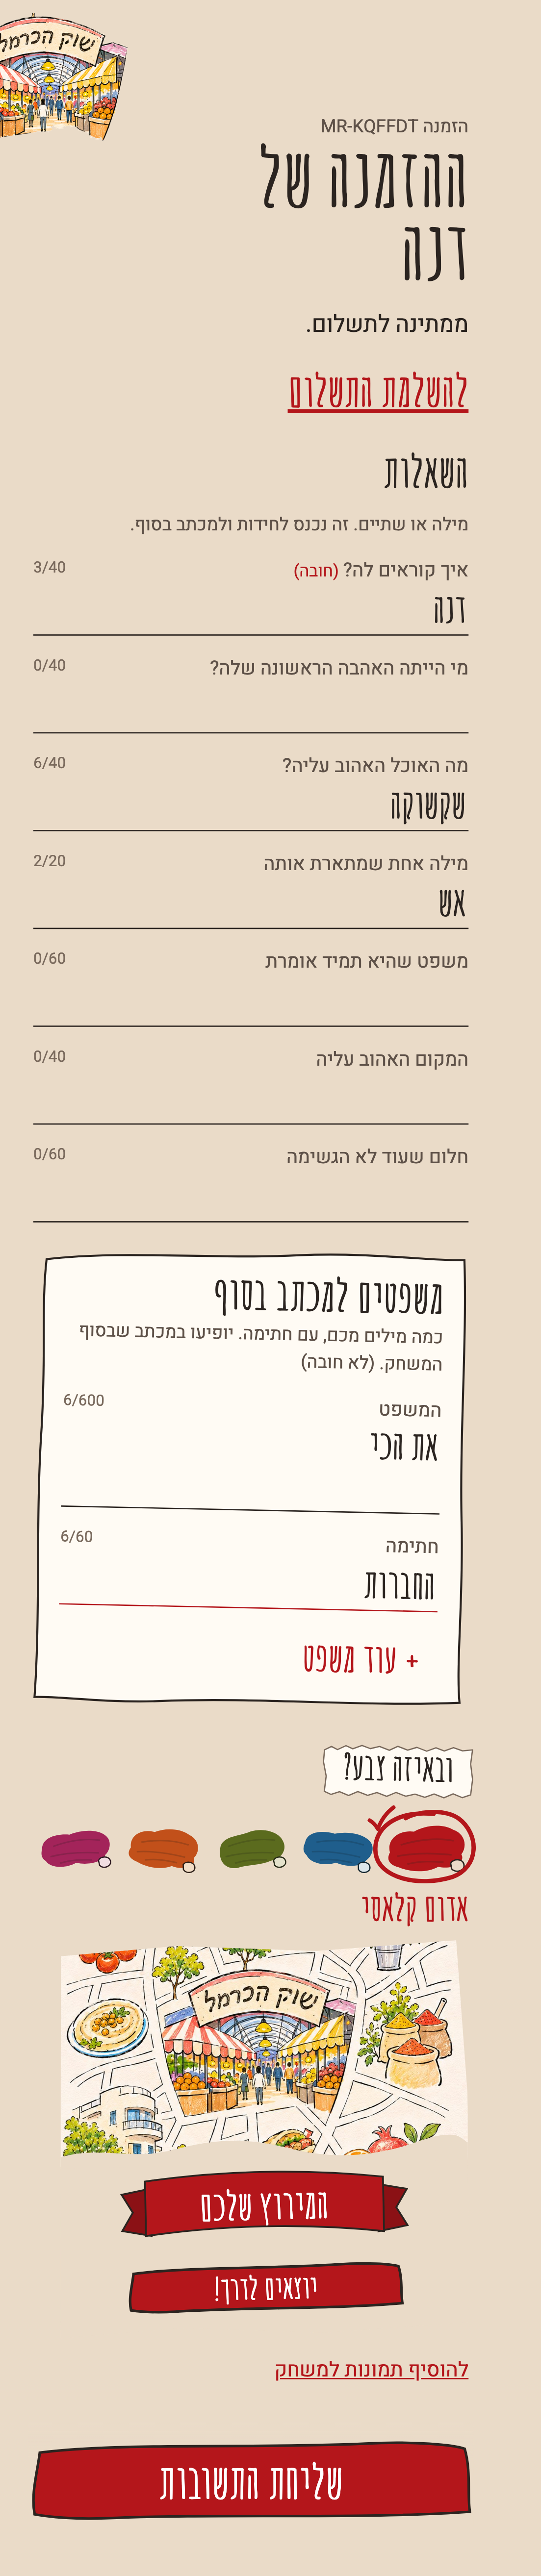 שוק הכרמל
הזמנה MR-KQFFDT
ההזמנה של
דנה
ממתינה לתשלום.
להשלמת התשלום
השאלות
מילה או שתיים. זה נכנס לחידות ולמכתב בסוף.
איך קוראים לה? (חובה) 3/40
דנה
מי הייתה האהבה הראשונה שלה? 0/40
מה האוכל האהוב עליה? 6/40
שקשוקה
מילה אחת שמתארת אותה 2/20
אש
משפט שהיא תמיד אומרת 0/60
המקום האהוב עליה 0/40
חלום שעוד לא הגשימה 0/60
משפטים למכתב בסוף
כמה מילים מכם, עם חתימה. יופיעו במכתב שבסוף
המשחק. (לא חובה)
המשפט 6/600
את הכי
חתימה 6/60
החברות
+ עוד משפט
ובאיזה צבע?
אדום קלאסי
שוק הכרמל
המירוץ שלכם
יוצאים לדרך!
להוסיף תמונות למשחק
שליחת התשובות